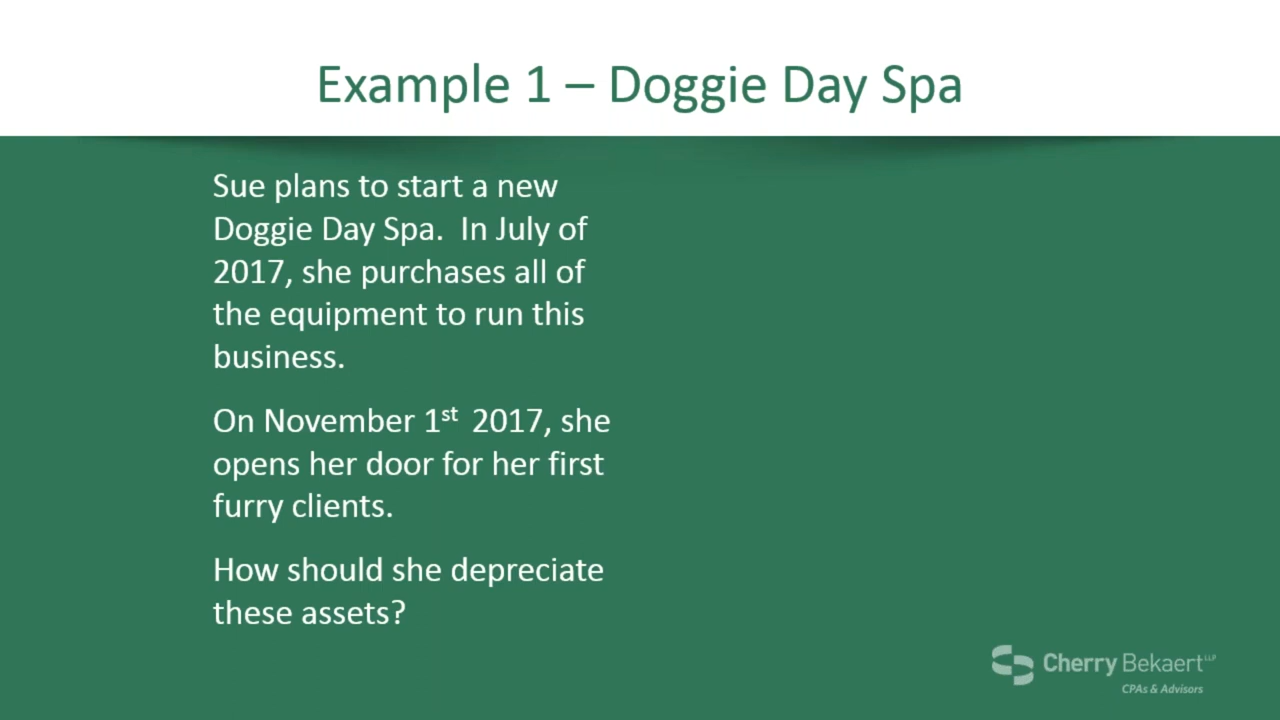 Example 1 – Doggie Day Spa
Sue plans to start a new
Doggie Day Spa.  In July of
2017, she purchases all of
the equipment to run this
business.
On November 1st  2017, she
opens her door for her first
furry clients.
How should she depreciate
these assets?
Cherry Bekaert LLP
CPAs & Advisors